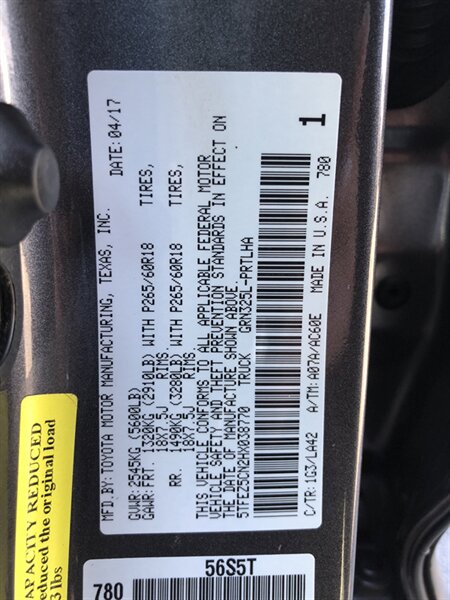 MFD.BY: TOYOTA MOTOR MANUFACTURING, TEXAS, INC. DATE: 04/17
GVWR: 2545KG (5600LB)
GAWR: FRT. 1320KG (2910LB) WITH P265/60R18 TIRES,
18X7.5J RIMS,
RR. 1490KG (3280LB) WITH P265/60R18 TIRES,
18X7.5J RIMS,
THIS VEHICLE CONFORMS TO ALL APPLICABLE FEDERAL MOTOR
VEHICLE SAFETY AND THEFT PREVENTION STANDARDS IN EFFECT ON
THE DATE OF MANUFACTURE SHOWN ABOVE.
5TFEZ5CN2HX038770 TRUCK GRN325L-PRTLHA
C/TR: 1G3/LA42 A/TM: A07A/AC60E MADE IN U.S.A. 780
1
APACITY REDUCED
educed the original load
3 lbs
56S5T
780